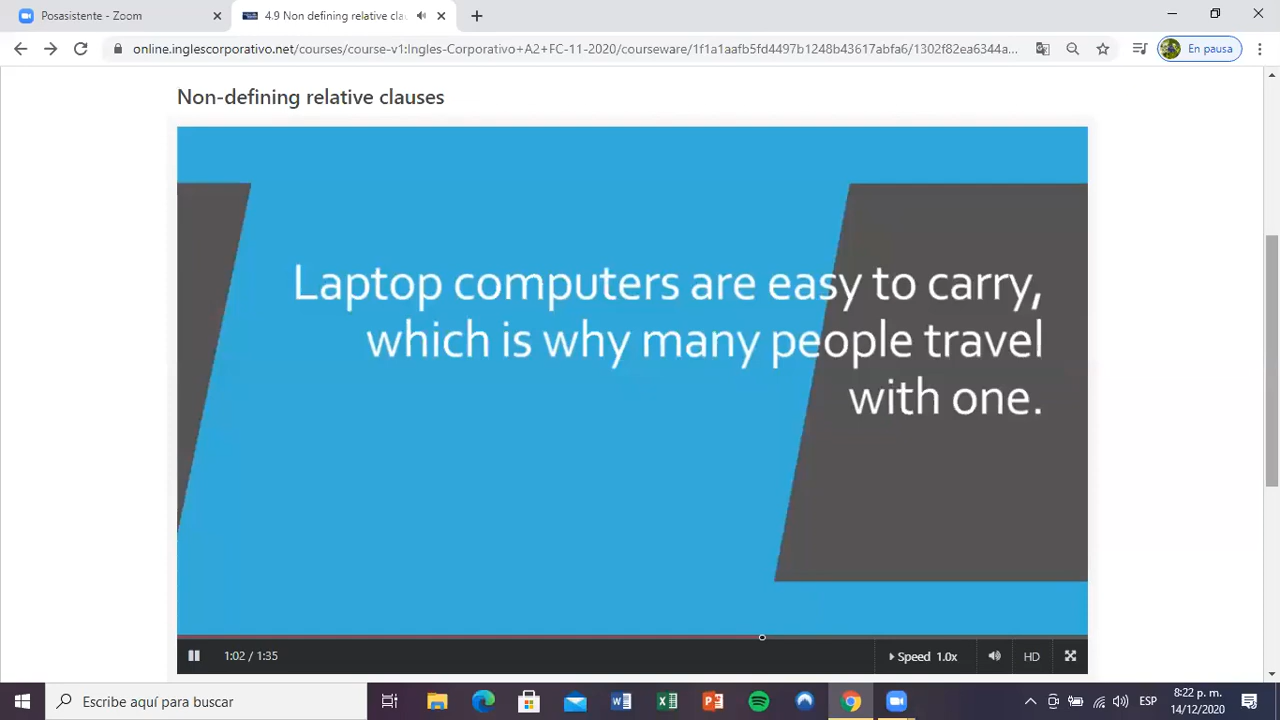 Posasistente - Zoom
4.9 Non defining relative clau
online.inglescorporativo.net/courses/course-v1:Ingles-Corporativo+A2+FC-11-2020/courseware/1f1a1aafb5fd4497b1248b43617abfa6/1302f82ea6344a...
En pausa
Non-defining relative clauses
Laptop computers are easy to carry,
which is why many people travel
with one.
1:02 / 1:35
Speed 1.0x
HD
Escribe aquí para buscar
ESP
8:22 p. m.
14/12/2020